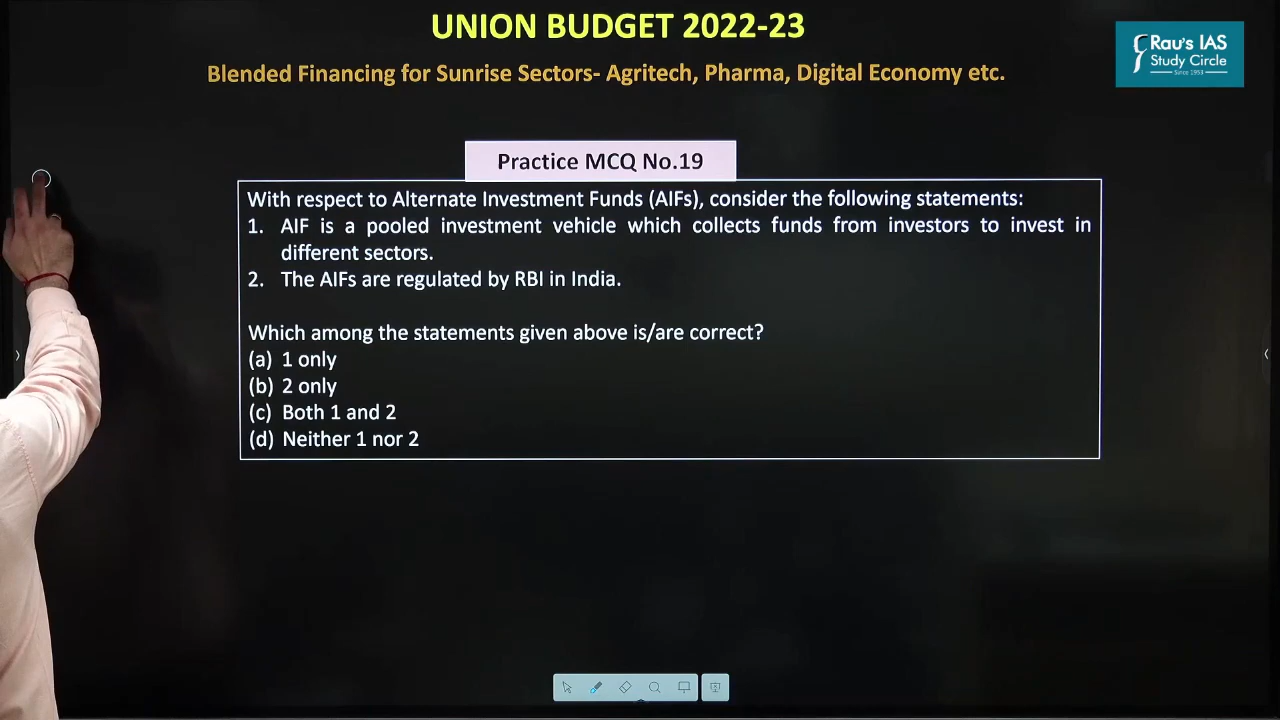 UNION BUDGET 2022-23
Blended Financing for Sunrise Sectors- Agritech, Pharma, Digital Economy etc.
Rau's IAS
Study Circle
Since 1953
Practice MCQ No.19
With respect to Alternate Investment Funds (AIFs), consider the following statements:
1. AIF is a pooled investment vehicle which collects funds from investors to invest in
different sectors.
2. The AIFs are regulated by RBI in India.
Which among the statements given above is/are correct?
(a) 1 only
(b) 2 only
(c) Both 1 and 2
(d) Neither 1 nor 2